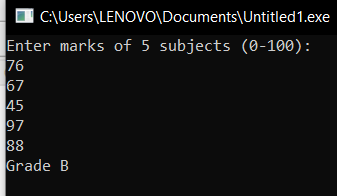 C:\Users\LENOVO\Documents\Untitled1.exe
Enter marks of 5 subjects (0-100):
76
67
45
97
88
Grade B